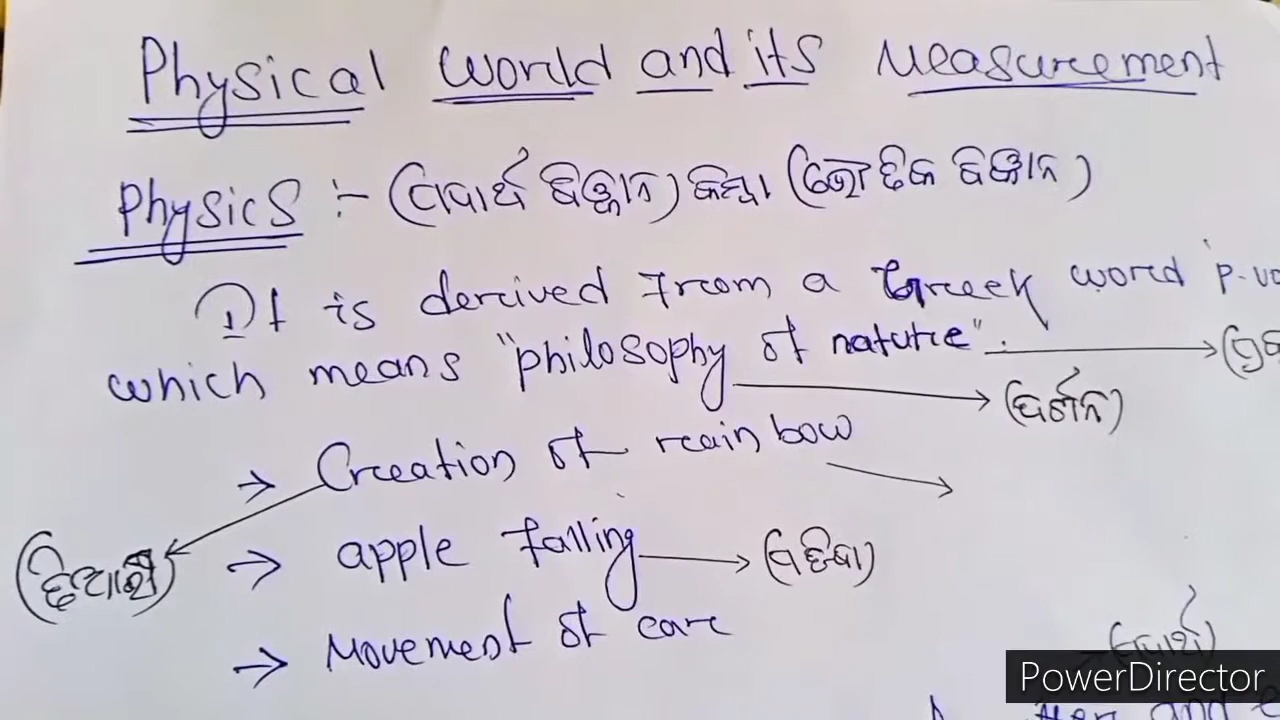 Physical world and its Measurement
Physics :- (ପଦାର୍ଥ ବିଜ୍ଞାନ) କିମ୍ବା (ଭୌତିକ ବିଜ୍ଞାନ)
It is derived from a Greek word
which means "philosophy of nature".
(ଦର୍ଶନ)
→ Creation of rainbow
→ apple falling → (ପଡିବା)
→ Movement of car
(ପଦାର୍ଥ)
PowerDirector